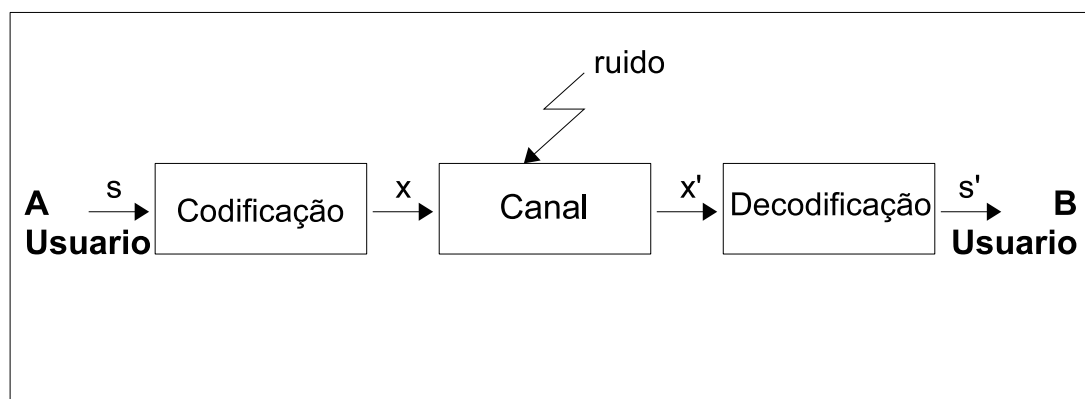 ruido
s
x
x'
s'
Codificação
Canal
Decodificação
A
Usuario
B
Usuario